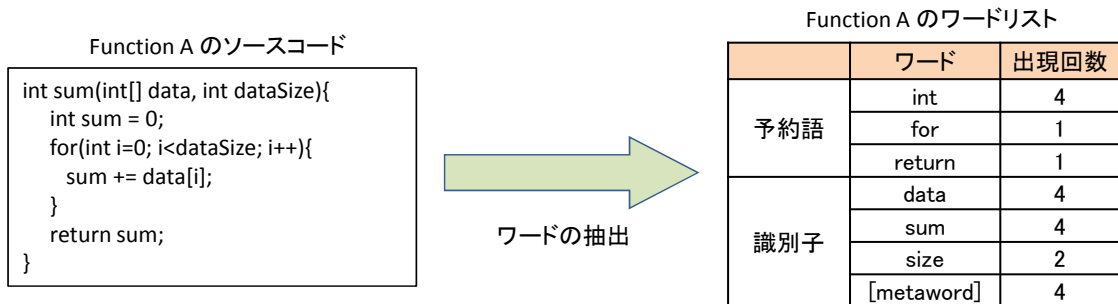 Function A のソースコード
int sum(int[] data, int dataSize){
int sum = 0;
for(int i=0; i<dataSize; i++){
sum += data[i];
}
return sum;
}
ワードの抽出
Function A のワードリスト
ワード 出現回数
予約語
int 4
for 1
return 1
識別子
data 4
sum 4
size 2
[metaword] 4